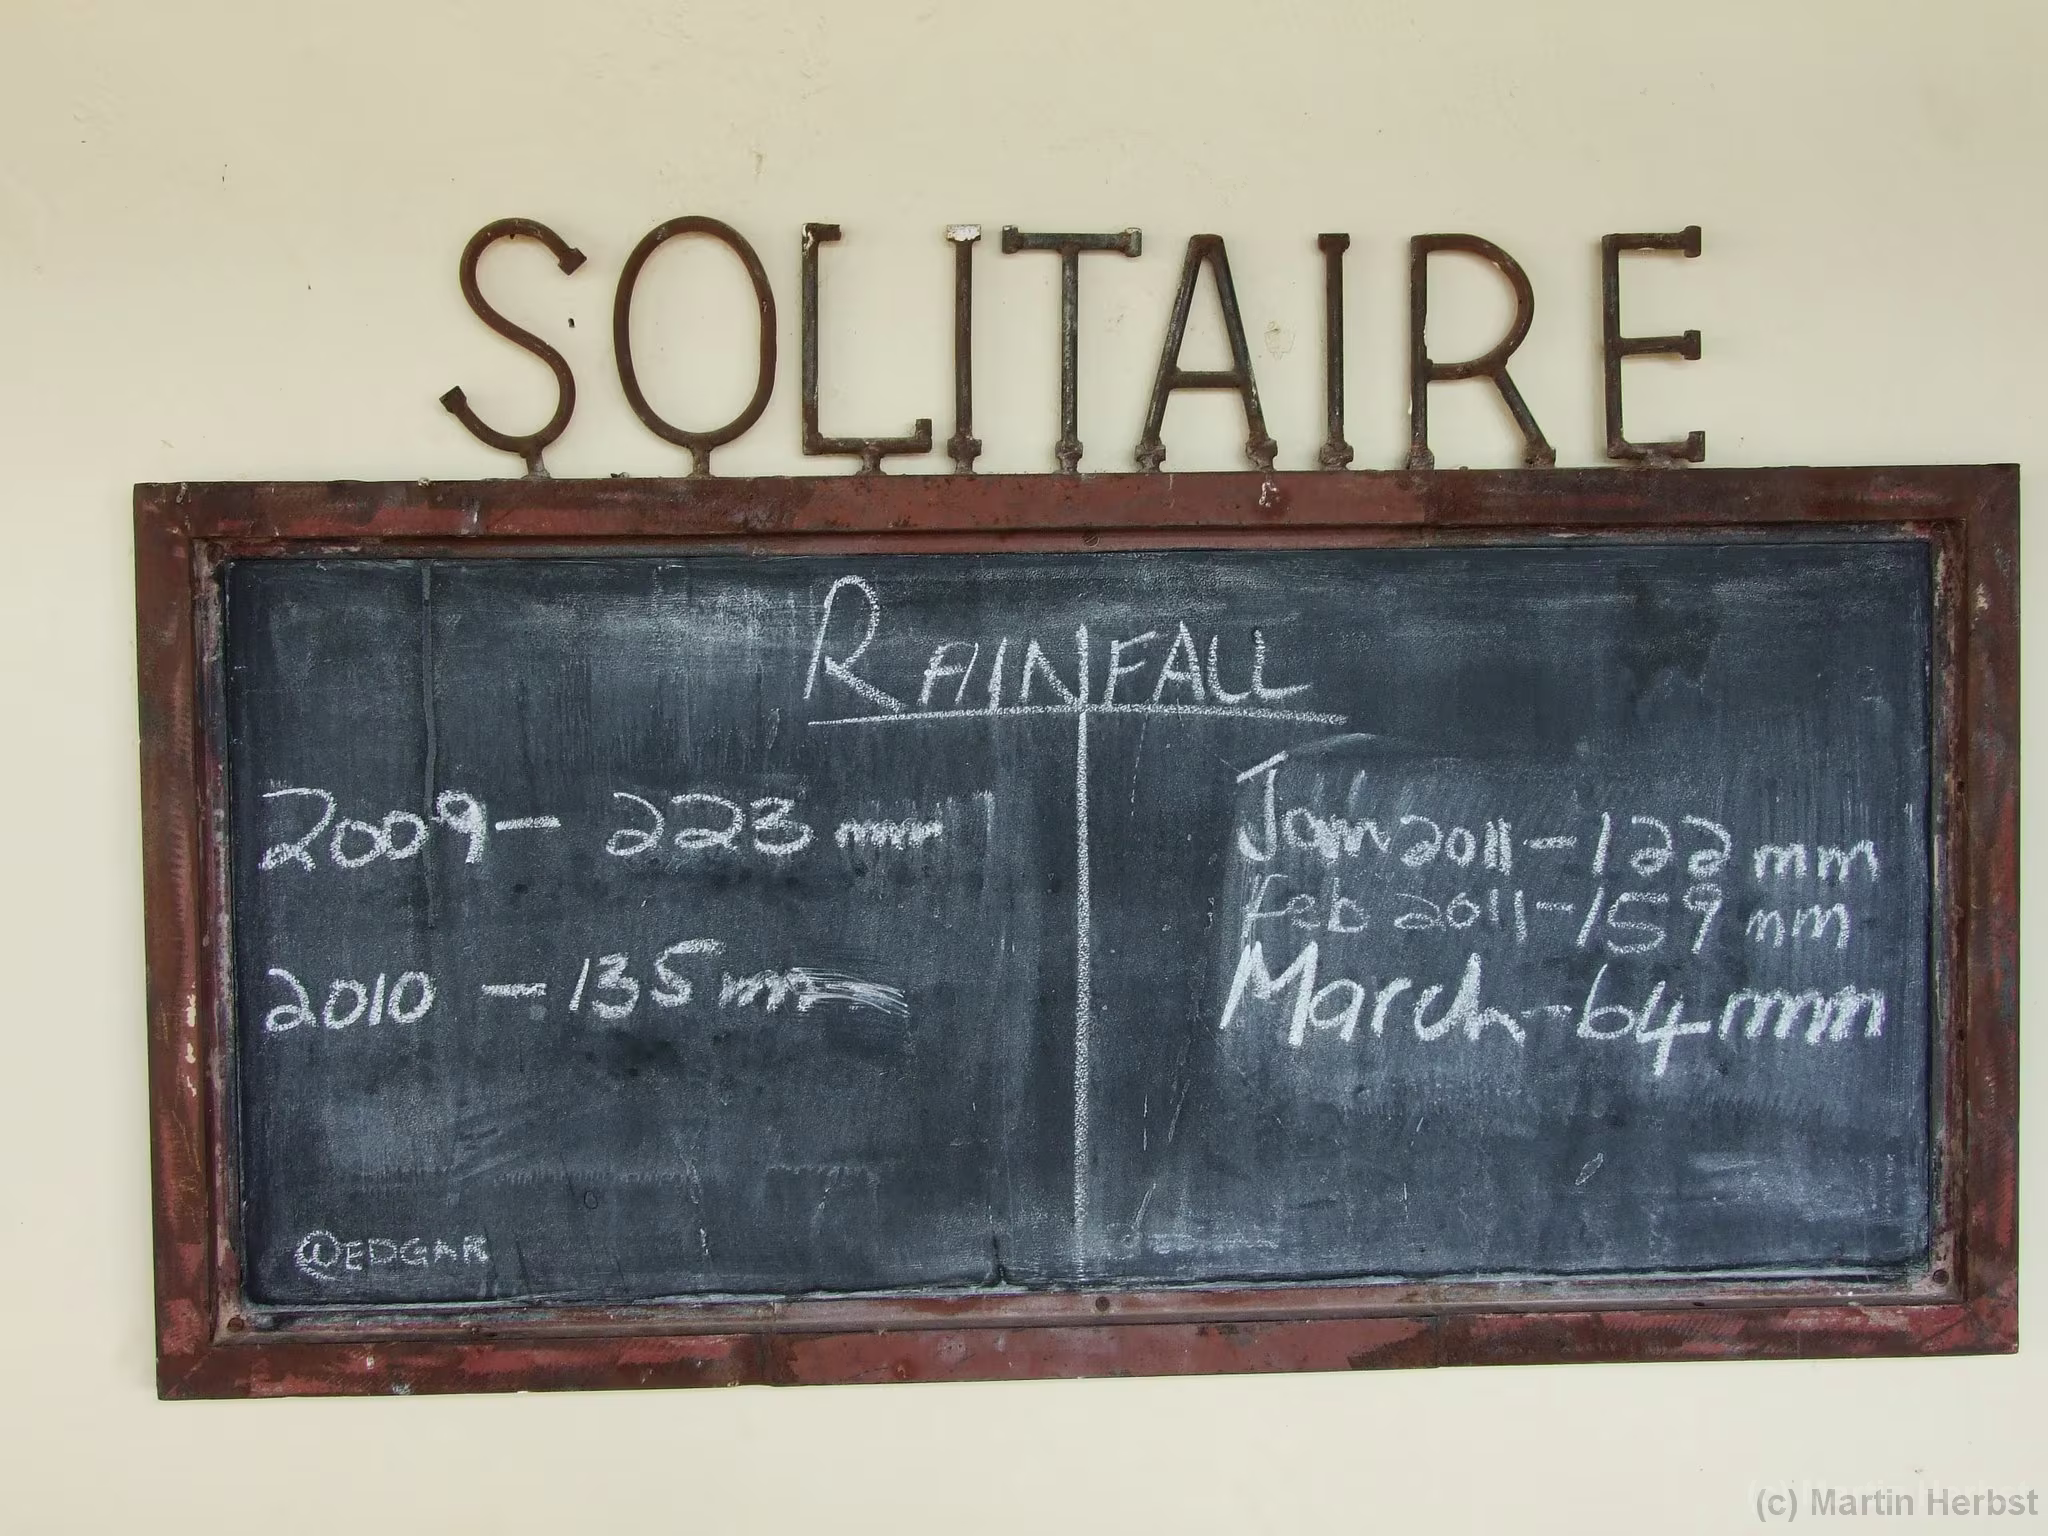 SOLITAIRE
RAINFALL
2009 - 223 mm
2010 - 135 mm
Jan 2011 - 122 mm
Feb 2011 - 159 mm
March - 64 mm
EDGAR
(c) Martin Herbst